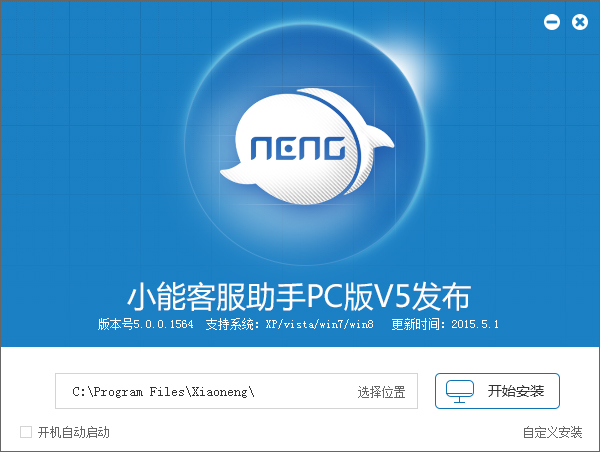 NENG
小能客服助手PC版V5发布
版本号5.0.0.1564 支持系统：XP/vista/win7/win8 更新时间：2015.5.1
C:\Program Files\Xiaoneng\ 选择位置 开始安装
开机自动启动 自定义安装